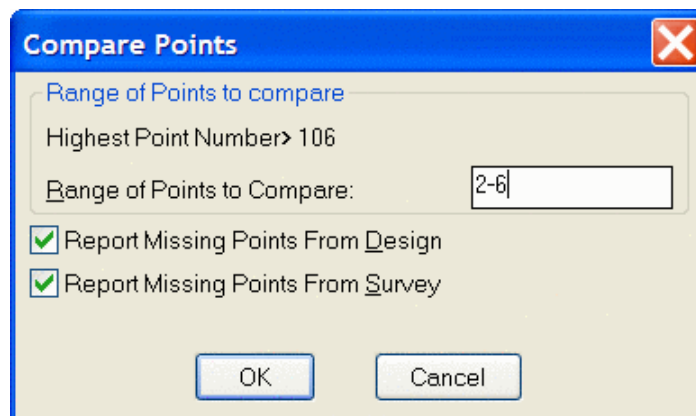 Compare Points
Range of Points to compare
Highest Point Number> 106
Range of Points to Compare: 2-6
Report Missing Points From Design
Report Missing Points From Survey
OK Cancel